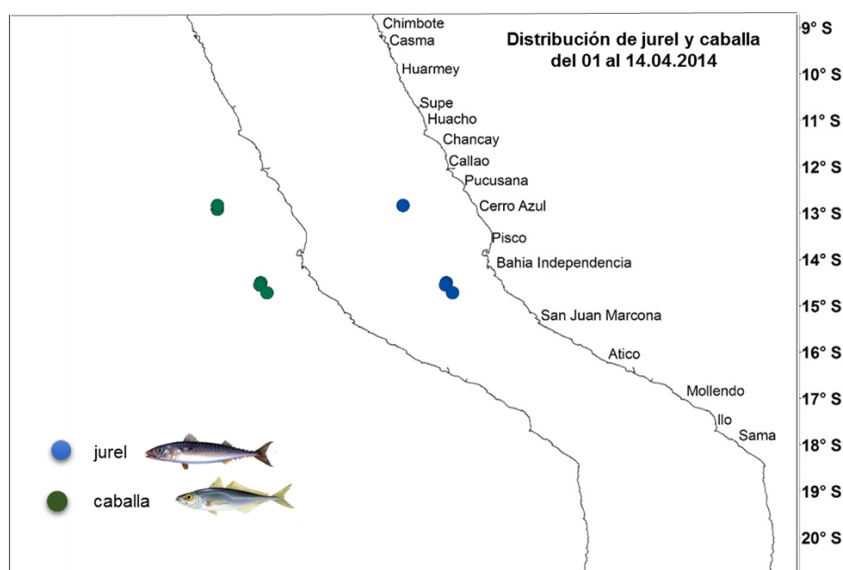 Distribución de jurel y caballa
del 01 al 14.04.2014
Chimbote
Casma
Huarmey
Supe
Huacho
Chancay
Callao
Pucusana
Cerro Azul
Pisco
Bahia Independencia
San Juan Marcona
Atico
Mollendo
Ilo
Sama
9° S
10° S
11° S
12° S
13° S
14° S
15° S
16° S
17° S
18° S
19° S
20° S
jurel
caballa